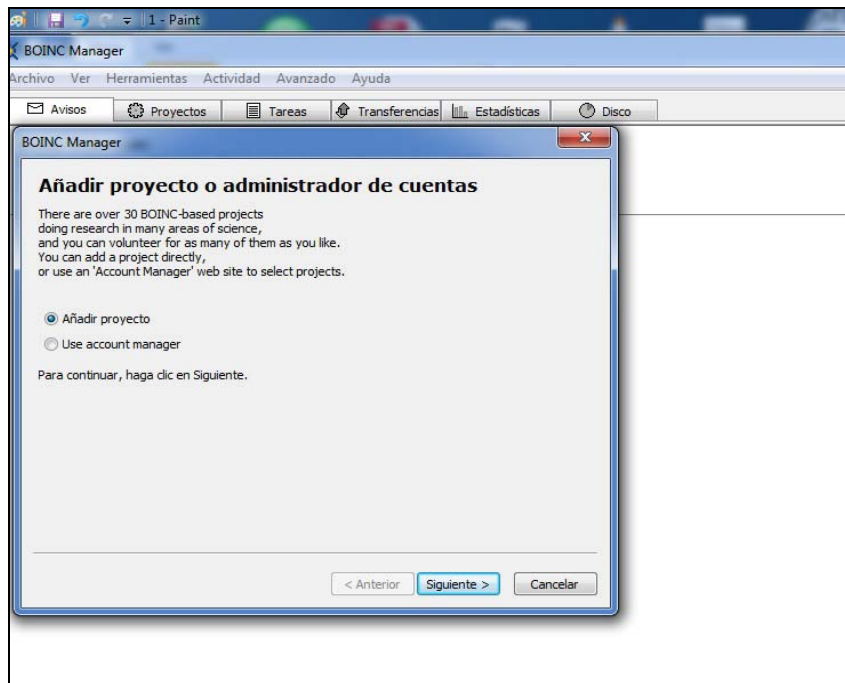 1 - Paint
BOINC Manager
Archivo Ver Herramientas Actividad Avanzado Ayuda
Avisos Proyectos Tareas Transferencias Estadísticas Disco
BOINC Manager
Añadir proyecto o administrador de cuentas
There are over 30 BOINC-based projects
doing research in many areas of science,
and you can volunteer for as many of them as you like.
You can add a project directly,
or use an 'Account Manager' web site to select projects.
Añadir proyecto
Use account manager
Para continuar, haga clic en Siguiente.
< Anterior Siguiente > Cancelar